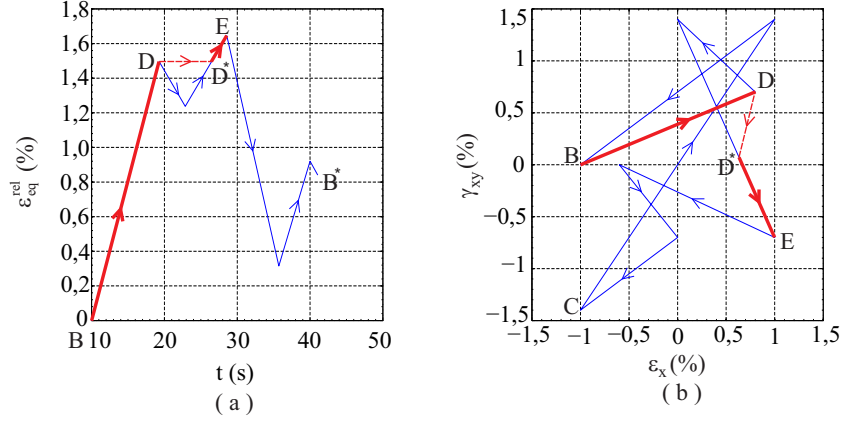 1,8
1,6
1,4
1,2
1,0
0,8
0,6
0,4
0,2
0
ε_eq^rel (%)
D
E
D*
B*
B 10 20 30 40 50
t (s)
( a )
1,5
1
0,5
0
−0,5
−1
−1,5
γ_xy (%)
B
D
D*
E
C
−1,5 −1 −0,5 0 0,5 1 1,5
ε_x (%)
( b )